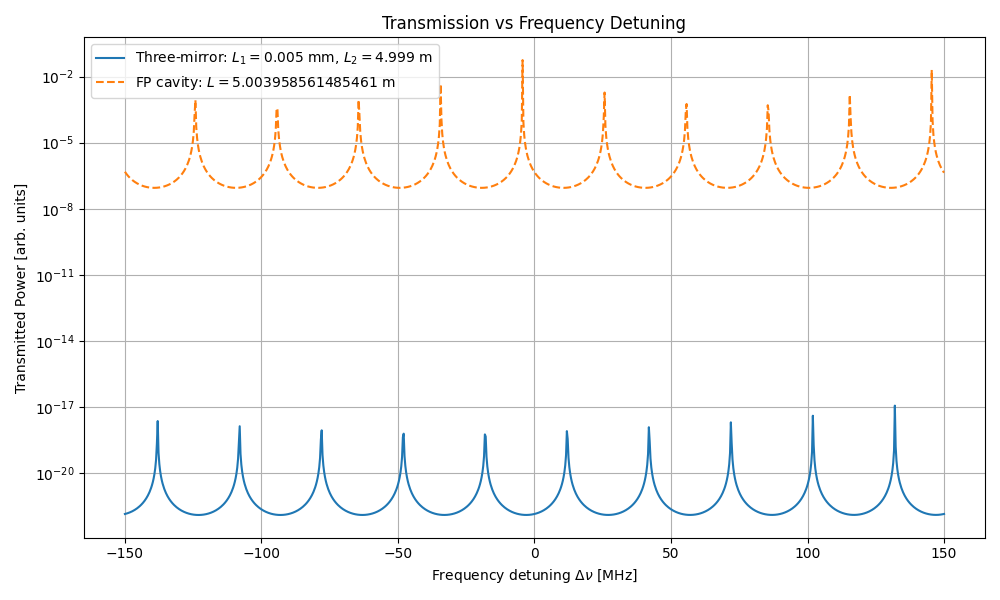 Transmission vs Frequency Detuning
Three-mirror: L₁ = 0.005 mm, L₂ = 4.999 m
FP cavity: L = 5.003958561485461 m
Transmitted Power [arb. units]
10⁻²
10⁻⁵
10⁻⁸
10⁻¹¹
10⁻¹⁴
10⁻¹⁷
10⁻²⁰
−150 −100 −50 0 50 100 150
Frequency detuning Δν [MHz]